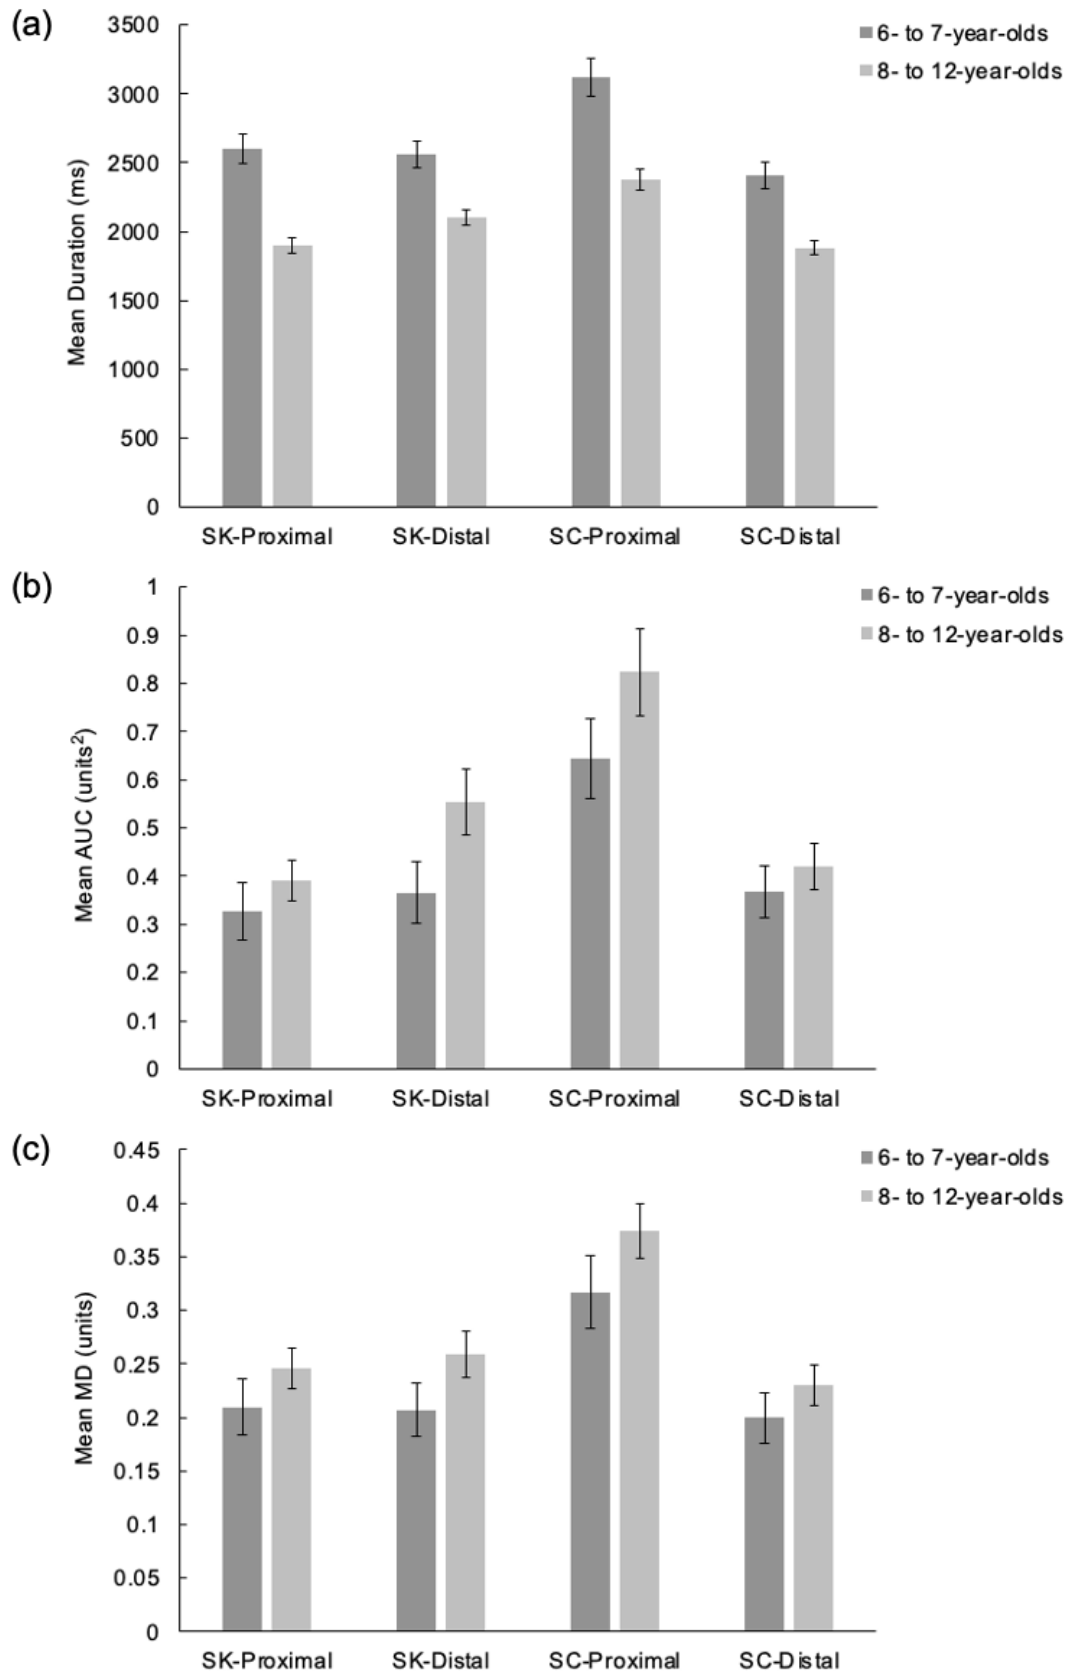 (a)
3500
3000
2500
2000
1500
1000
500
0
Mean Duration (ms)
6- to 7-year-olds
8- to 12-year-olds
SK-Proximal SK-Distal SC-Proximal SC-Distal
(b)
1
0.9
0.8
0.7
0.6
0.5
0.4
0.3
0.2
0.1
0
Mean AUC (units²)
6- to 7-year-olds
8- to 12-year-olds
SK-Proximal SK-Distal SC-Proximal SC-Distal
(c)
0.45
0.4
0.35
0.3
0.25
0.2
0.15
0.1
0.05
0
Mean MD (units)
6- to 7-year-olds
8- to 12-year-olds
SK-Proximal SK-Distal SC-Proximal SC-Distal